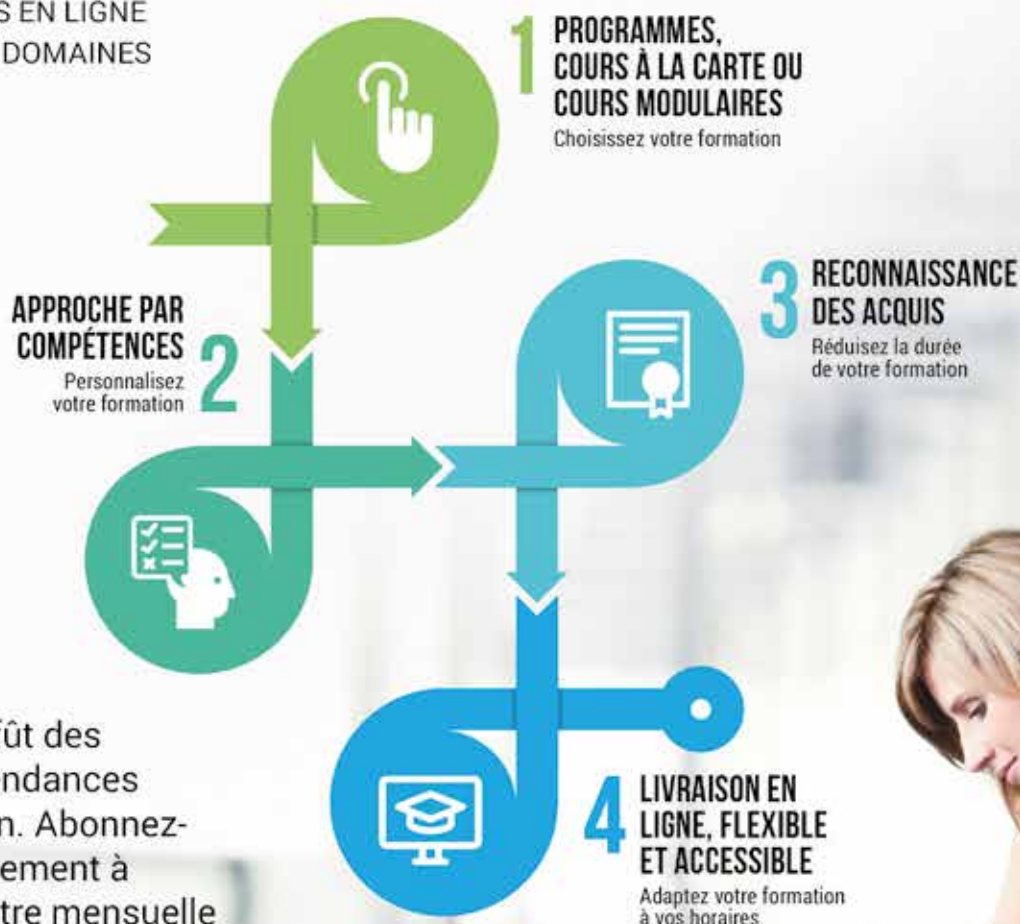 S EN LIGNE
DOMAINES
1 PROGRAMMES,
COURS À LA CARTE OU
COURS MODULAIRES
Choisissez votre formation
APPROCHE PAR
COMPÉTENCES 2
Personnalisez
votre formation
3 RECONNAISSANCE
DES ACQUIS
Réduisez la durée
de votre formation
4 LIVRAISON EN
LIGNE, FLEXIBLE
ET ACCESSIBLE
Adaptez votre formation
à vos horaires
ût des
ndances
n. Abonnez-
ement à
tre mensuelle